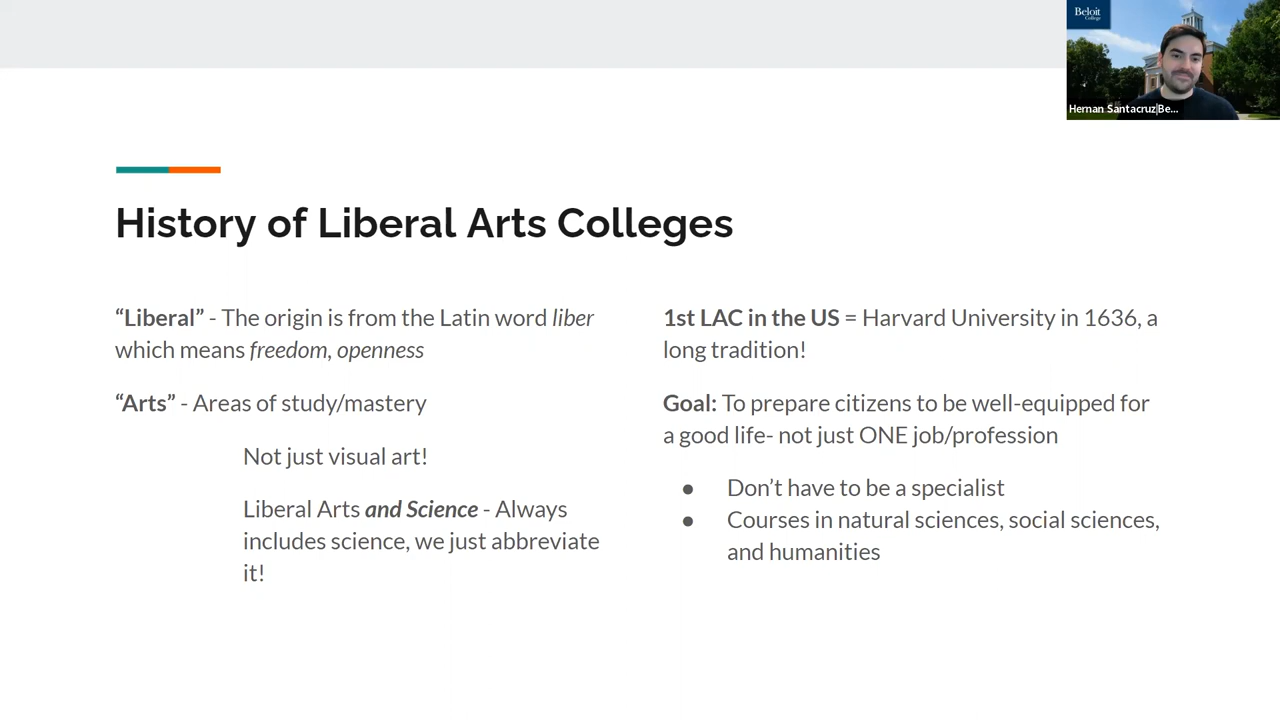 Beloit
College
Hernan Santacruz|Be...
History of Liberal Arts Colleges
“Liberal” - The origin is from the Latin word liber
which means freedom, openness
“Arts” - Areas of study/mastery
Not just visual art!
Liberal Arts and Science - Always
includes science, we just abbreviate
it!
1st LAC in the US = Harvard University in 1636, a
long tradition!
Goal: To prepare citizens to be well-equipped for
a good life- not just ONE job/profession
● Don’t have to be a specialist
● Courses in natural sciences, social sciences,
and humanities